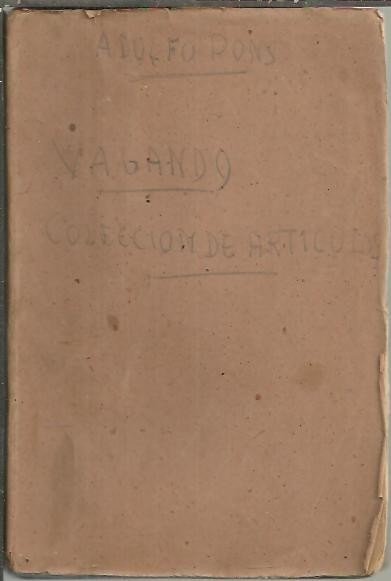 ADOLFO PONS
VAGANDO
COLECCION DE ARTICULOS